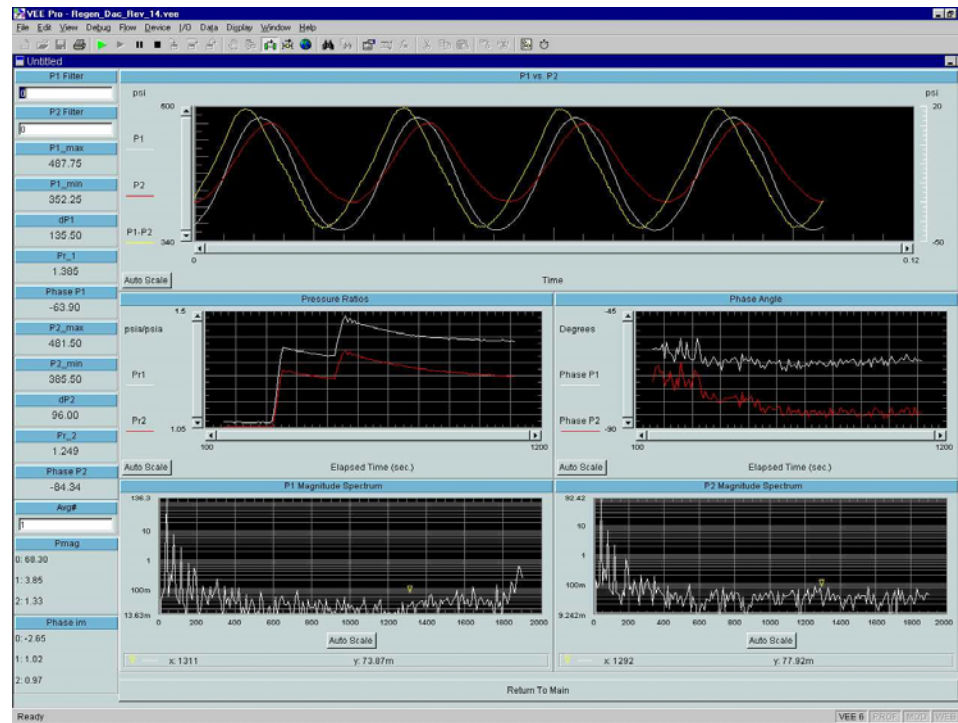 VEE Pro - Regen_Dac_Rev_14.vee
File Edit View Debug Flow Device I/O Data Display Window Help
Untitled
P1 Filter
0
P2 Filter
0
P1_max
487.75
P1_min
352.25
dP1
135.50
Pr_1
1.385
Phase P1
-63.90
P2_max
481.50
P2_min
385.50
dP2
96.00
Pr_2
1.249
Phase P2
-84.34
Avg#
1
Pmag
0: 68.30
1: 3.85
2: 1.33
Phase im
0:-2.65
1: 1.02
2: 0.97
P1 vs. P2
psi
psi
500
20
P1
P2
P1-P2
340
-50
0
0.12
Auto Scale
Time
Pressure Ratios
1.5
psia/psia
Pr1
Pr2
1.05
100
1200
Auto Scale
Elapsed Time (sec.)
Phase Angle
-45
Degrees
Phase P1
Phase P2
-90
100
1200
Auto Scale
Elapsed Time (sec.)
P1 Magnitude Spectrum
136.3
10
1
100m
13.63m
0 200 400 600 800 1000 1200 1400 1600 1800 2000
Auto Scale
x: 1311 y: 73.87m
P2 Magnitude Spectrum
92.42
10
1
100m
9.242m
0 200 400 600 800 1000 1200 1400 1600 1800 2000
Auto Scale
x: 1292 y: 77.92m
Return To Main
Ready
VEE 6 PROF MOD WEB